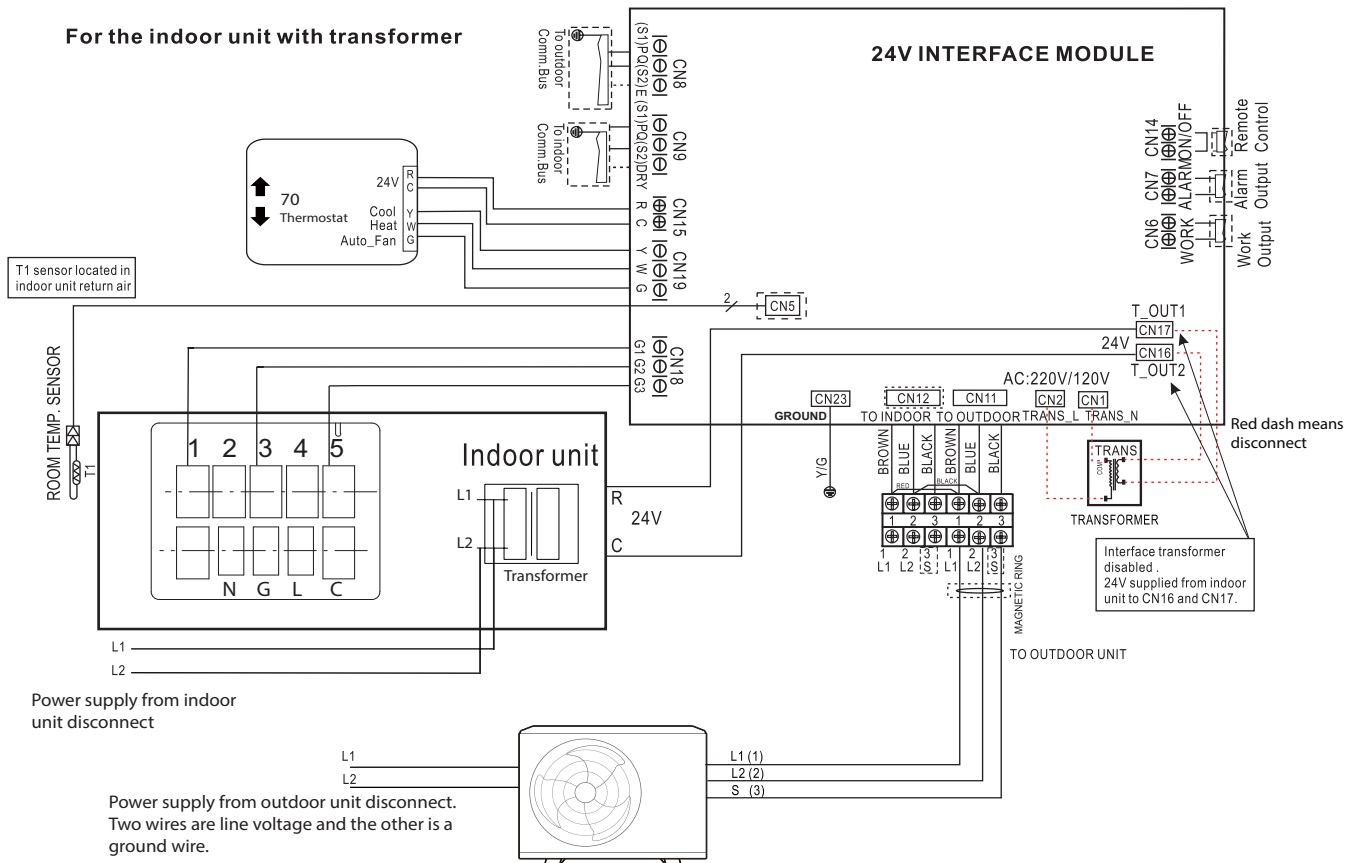 For the indoor unit with transformer
24V INTERFACE MODULE
To outdoor
Comm.Bus
(S1)PQ(S2)E
CN8
To indoor
Comm.Bus
(S1)PQ(S2)DRY
CN9
R C
CN15
Y W G
CN19
G1 G2 G3
CN18
70
Thermostat
24V
Cool
Heat
Auto_Fan
R
C
Y
W
G
CN14
ON/OFF
Remote
Control
CN7
ALARM
Alarm
Output
CN6
WORK
Work
Output
T1 sensor located in
indoor unit return air
2
CN5
ROOM TEMP. SENSOR
T1
T_OUT1
CN17
24V
CN16
T_OUT2
AC:220V/120V
CN23
CN12
CN11
CN2
CN1
GROUND
TO INDOOR
TO OUTDOOR
TRANS_L
TRANS_N
Y/G
BROWN
BLUE
BLACK
BROWN
BLUE
BLACK
RED
BLACK
1 2 3 1 2 3
1 2 3 1 2 3
L1 L2 S L1 L2 S
MAGNETIC RING
TO OUTDOOR UNIT
TRANS
COM
TRANSFORMER
Red dash means
disconnect
Interface transformer
disabled .
24V supplied from indoor
unit to CN16 and CN17.
1 2 3 4 5
N G L C
Indoor unit
L1
L2
Transformer
R
24V
C
L1
L2
Power supply from indoor
unit disconnect
L1
L2
Power supply from outdoor unit disconnect.
Two wires are line voltage and the other is a
ground wire.
L1 (1)
L2 (2)
S (3)